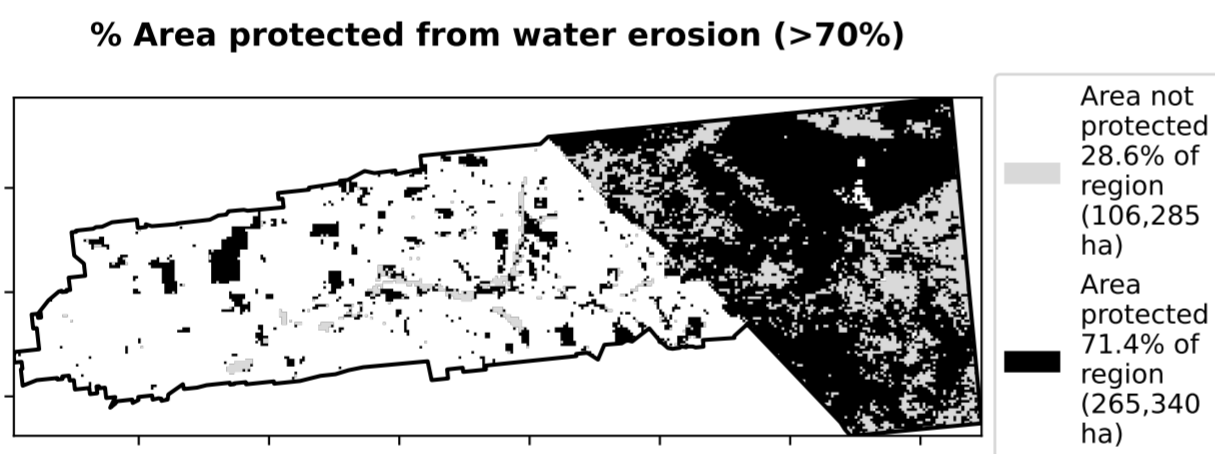 % Area protected from water erosion (>70%)
Area not
protected
28.6% of
region
(106,285
ha)
Area
protected
71.4% of
region
(265,340
ha)